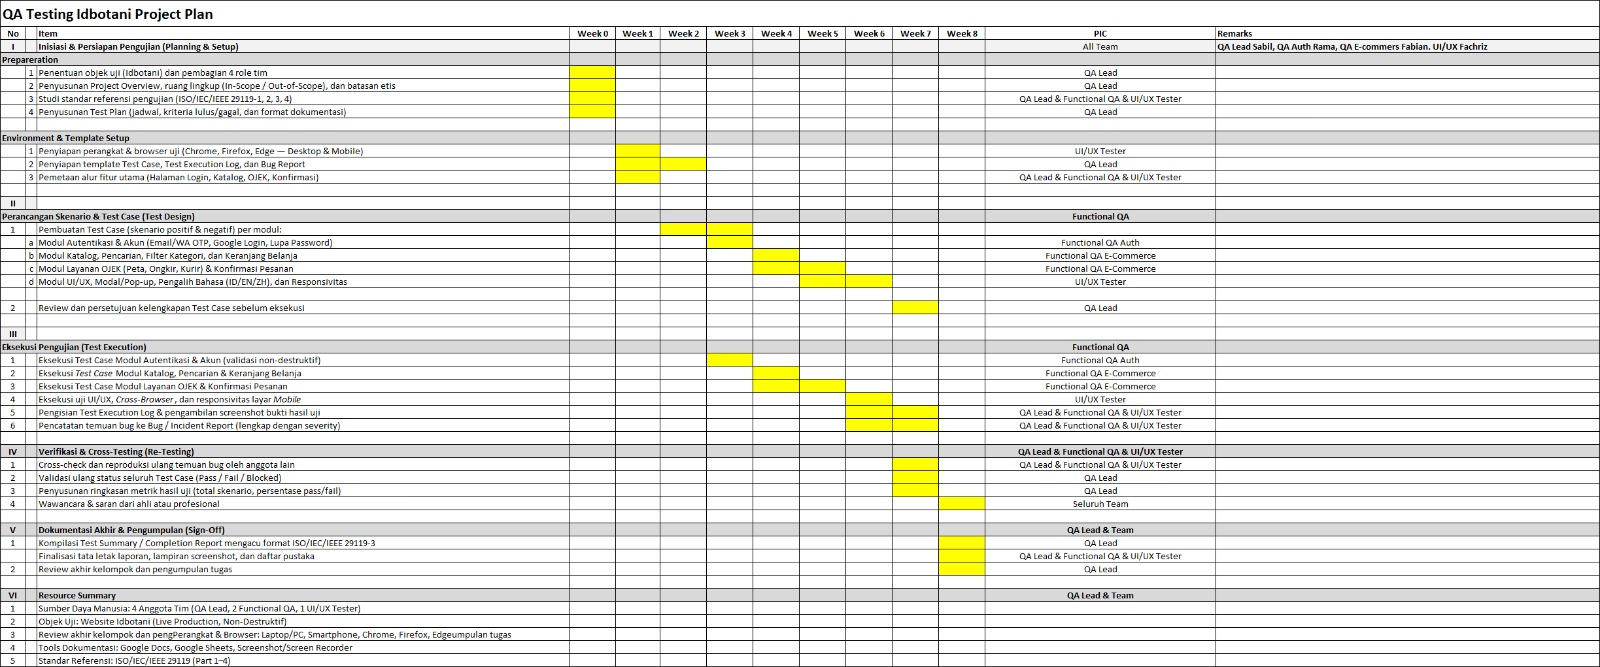 QA Testing Idbotani Project Plan
No Item Week 0 Week 1 Week 2 Week 3 Week 4 Week 5 Week 6 Week 7 Week 8 PIC Remarks
I Inisiasi & Persiapan Pengujian (Planning & Setup) All Team QA Lead Sabil, QA Auth Rama, QA E-commers Fabian. UI/UX Fachriz
Prepareration
1 Penentuan objek uji (Idbotani) dan pembagian 4 role tim QA Lead
2 Penyusunan Project Overview, ruang lingkup (In-Scope / Out-of-Scope), dan batasan etis QA Lead
3 Studi standar referensi pengujian (ISO/IEC/IEEE 29119-1, 2, 3, 4) QA Lead & Functional QA & UI/UX Tester
4 Penyusunan Test Plan (jadwal, kriteria lulus/gagal, dan format dokumentasi) QA Lead
Environment & Template Setup
1 Penyiapan perangkat & browser uji (Chrome, Firefox, Edge — Desktop & Mobile) UI/UX Tester
2 Penyiapan template Test Case, Test Execution Log, dan Bug Report QA Lead
3 Pemetaan alur fitur utama (Halaman Login, Katalog, OJEK, Konfirmasi) QA Lead & Functional QA & UI/UX Tester
II
Perancangan Skenario & Test Case (Test Design) Functional QA
1 Pembuatan Test Case (skenario positif & negatif) per modul:
a Modul Autentikasi & Akun (Email/WA OTP, Google Login, Lupa Password) Functional QA Auth
b Modul Katalog, Pencarian, Filter Kategori, dan Keranjang Belanja Functional QA E-Commerce
c Modul Layanan OJEK (Peta, Ongkir, Kurir) & Konfirmasi Pesanan Functional QA E-Commerce
d Modul UI/UX, Modal/Pop-up, Pengalih Bahasa (ID/EN/ZH), dan Responsivitas UI/UX Tester
2 Review dan persetujuan kelengkapan Test Case sebelum eksekusi QA Lead
III
Eksekusi Pengujian (Test Execution) Functional QA
1 Eksekusi Test Case Modul Autentikasi & Akun (validasi non-destruktif) Functional QA Auth
2 Eksekusi Test Case Modul Katalog, Pencarian & Keranjang Belanja Functional QA E-Commerce
3 Eksekusi Test Case Modul Layanan OJEK & Konfirmasi Pesanan Functional QA E-Commerce
4 Eksekusi uji UI/UX, Cross-Browser, dan responsivitas layar Mobile UI/UX Tester
5 Pengisian Test Execution Log & pengambilan screenshot bukti hasil uji QA Lead & Functional QA & UI/UX Tester
6 Pencatatan temuan bug ke Bug / Incident Report (lengkap dengan severity) QA Lead & Functional QA & UI/UX Tester
IV Verifikasi & Cross-Testing (Re-Testing) QA Lead & Functional QA & UI/UX Tester
1 Cross-check dan reproduksi ulang temuan bug oleh anggota lain QA Lead & Functional QA & UI/UX Tester
2 Validasi ulang status seluruh Test Case (Pass / Fail / Blocked) QA Lead
3 Penyusunan ringkasan metrik hasil uji (total skenario, persentase pass/fail) QA Lead
4 Wawancara & saran dari ahli atau profesional Seluruh Team
V Dokumentasi Akhir & Pengumpulan (Sign-Off) QA Lead & Team
1 Kompilasi Test Summary / Completion Report mengacu format ISO/IEC/IEEE 29119-3 QA Lead
Finalisasi tata letak laporan, lampiran screenshot, dan daftar pustaka QA Lead & Functional QA & UI/UX Tester
2 Review akhir kelompok dan pengumpulan tugas QA Lead
VI Resource Summary QA Lead & Team
1 Sumber Daya Manusia: 4 Anggota Tim (QA Lead, 2 Functional QA, 1 UI/UX Tester)
2 Objek Uji: Website Idbotani (Live Production, Non-Destruktif)
3 Review akhir kelompok dan pengPerangkat & Browser: Laptop/PC, Smartphone, Chrome, Firefox, Edgeumpulan tugas
4 Tools Dokumentasi: Google Docs, Google Sheets, Screenshot/Screen Recorder
5 Standar Referensi: ISO/IEC/IEEE 29119 (Part 1–4)